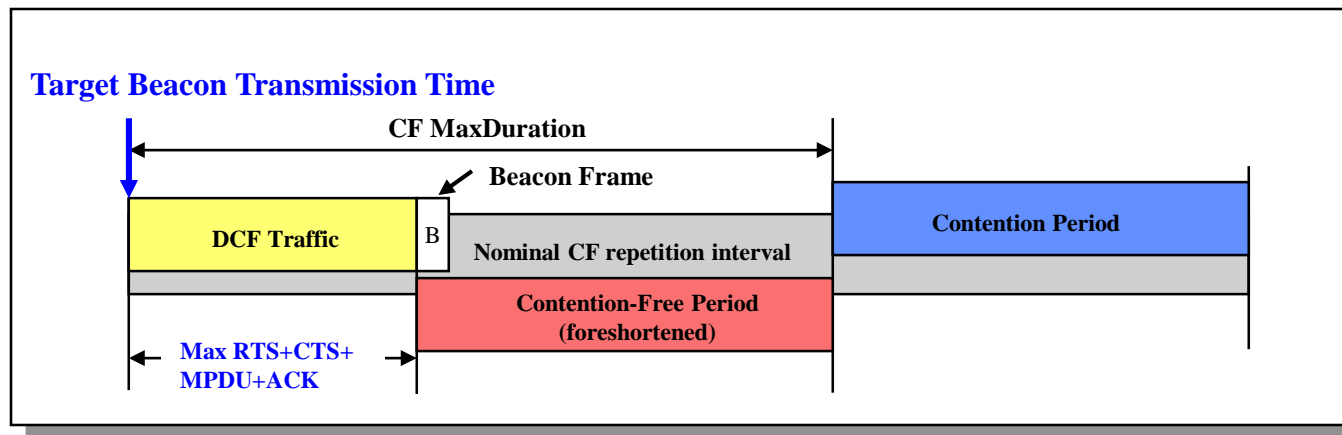 Target Beacon Transmission Time
CF MaxDuration
Beacon Frame
DCF Traffic
B
Nominal CF repetition interval
Contention Period
Contention-Free Period
(foreshortened)
Max RTS+CTS+
MPDU+ACK